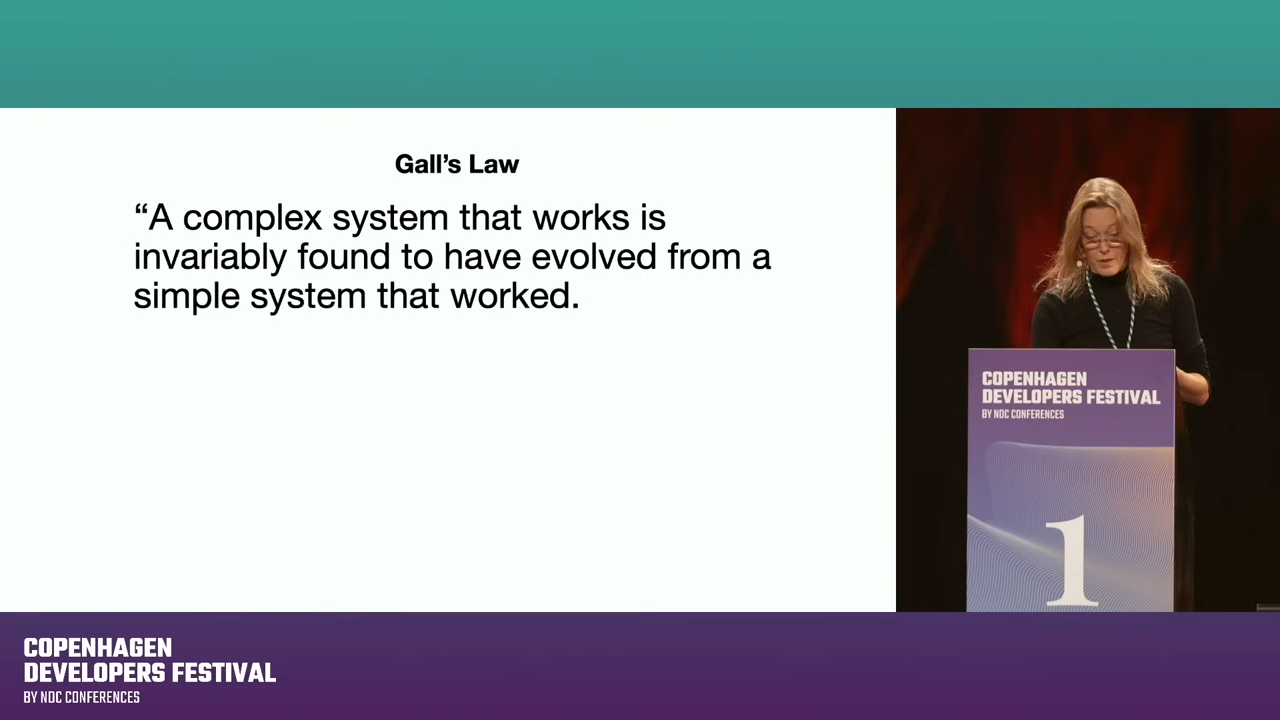 Gall’s Law
“A complex system that works is
invariably found to have evolved from a
simple system that worked.
COPENHAGEN
DEVELOPERS FESTIVAL
BY NDC CONFERENCES
1
COPENHAGEN
DEVELOPERS FESTIVAL
BY NDC CONFERENCES